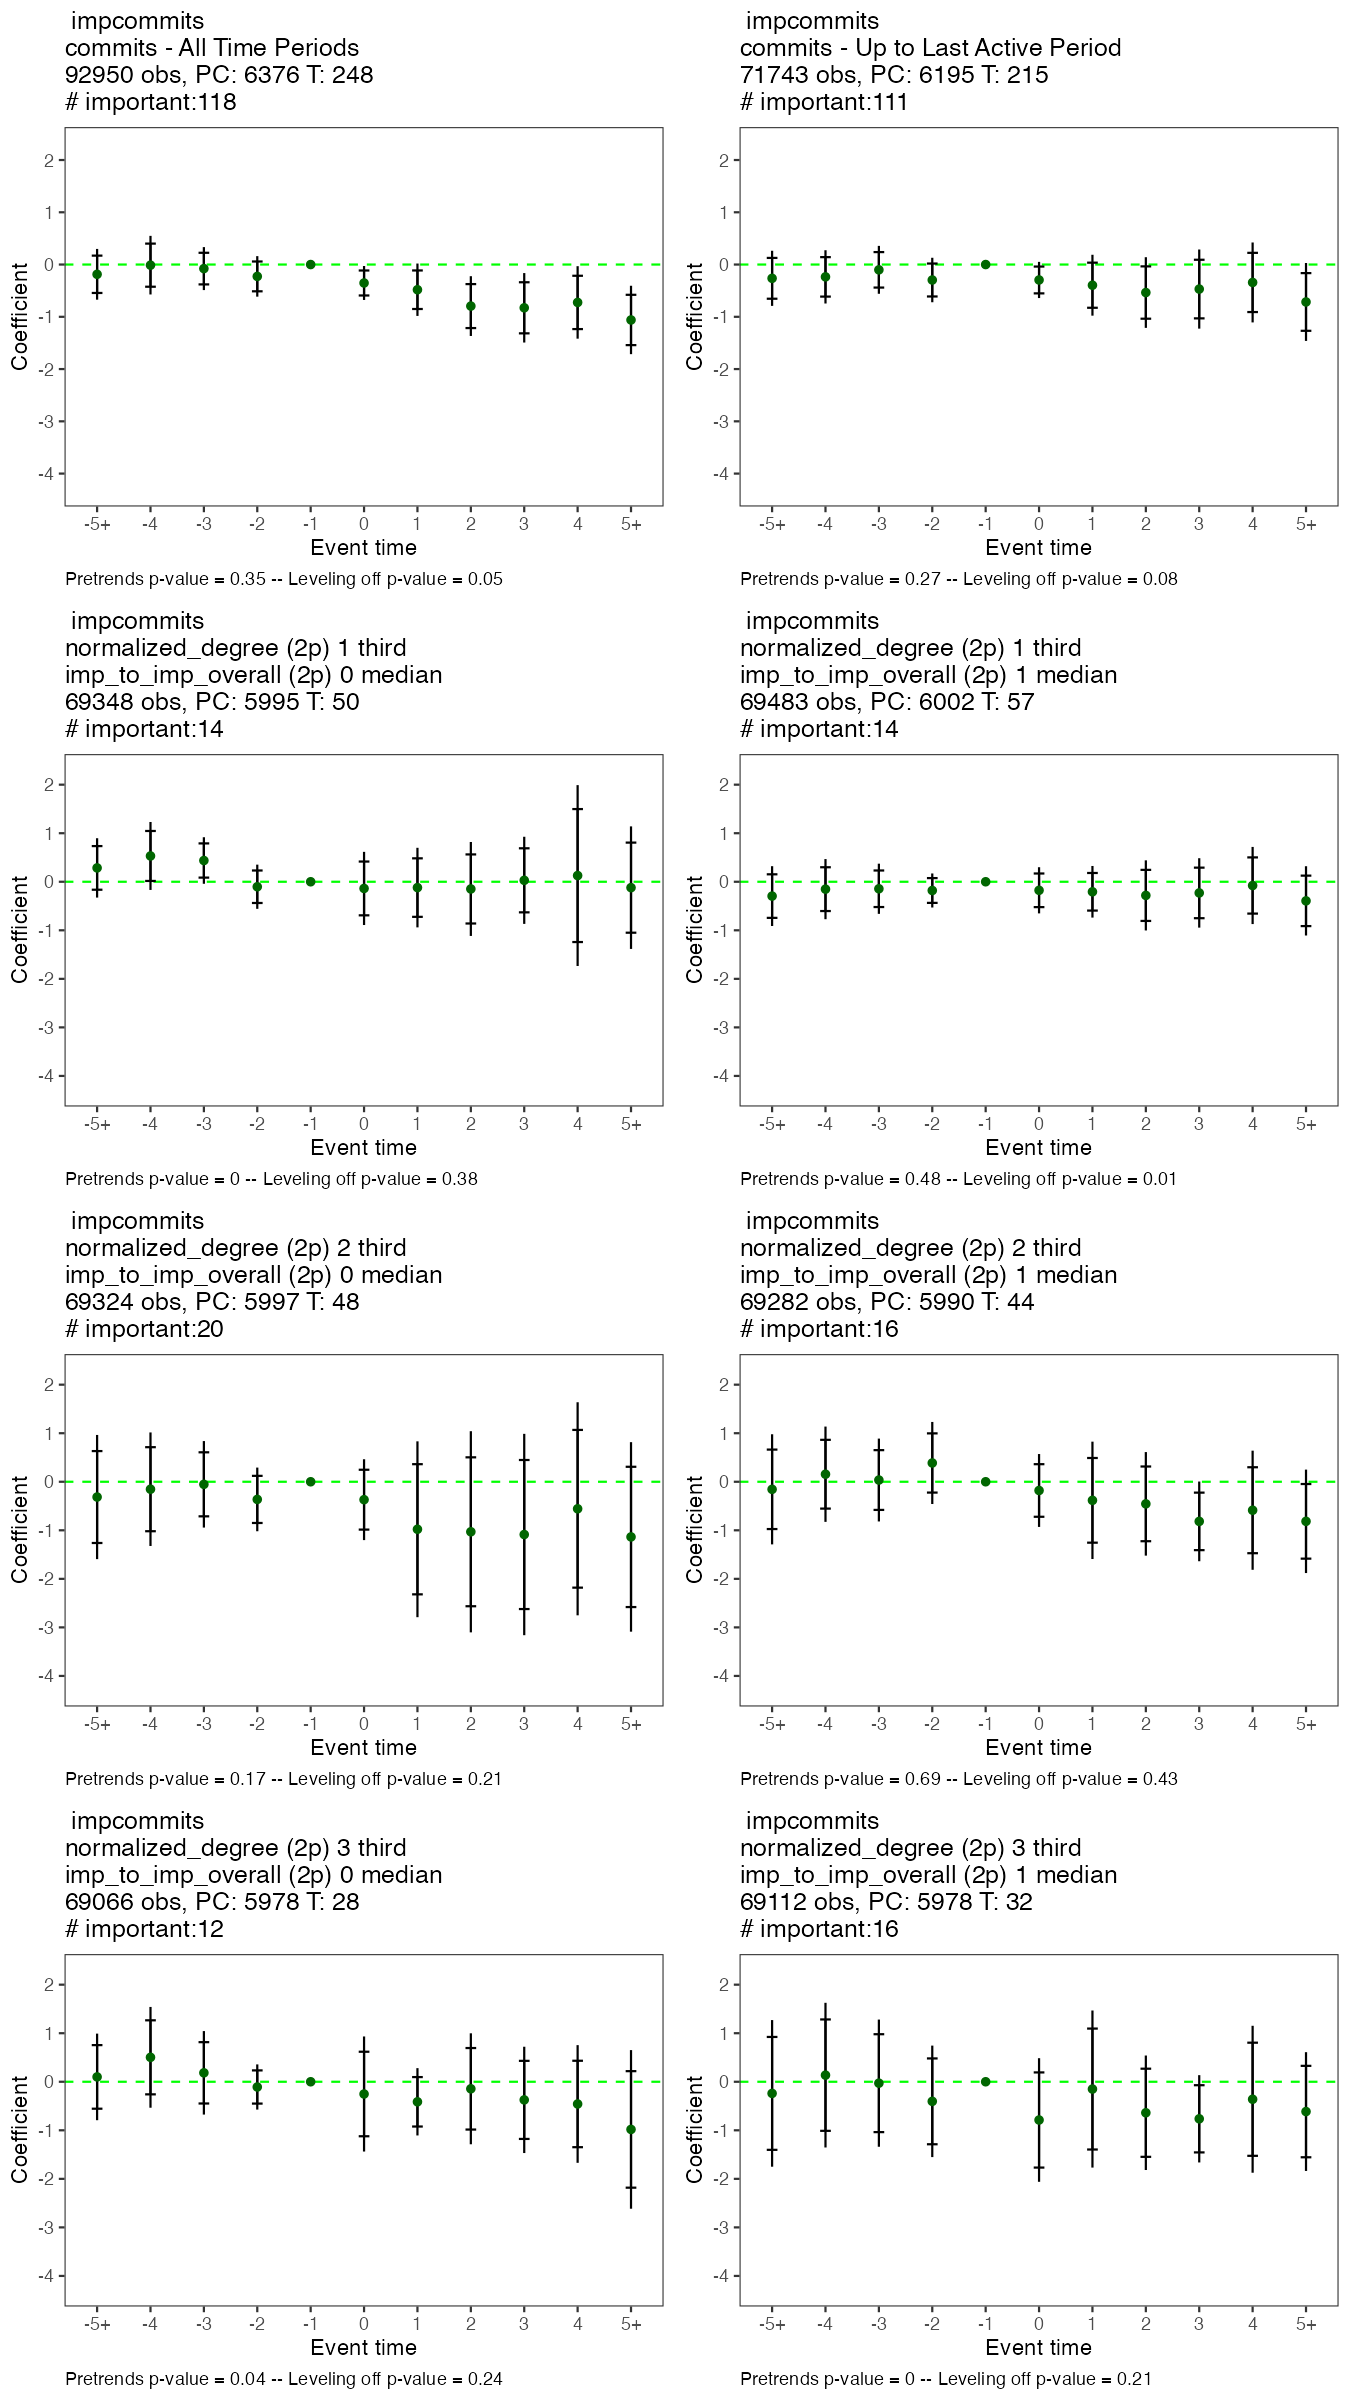 impcommits
commits - All Time Periods
92950 obs, PC: 6376 T: 248
# important:118
2
1
0
-1
-2
-3
-4
Coefficient
-5+ -4 -3 -2 -1 0 1 2 3 4 5+
Event time
Pretrends p-value = 0.35 -- Leveling off p-value = 0.05
impcommits
commits - Up to Last Active Period
71743 obs, PC: 6195 T: 215
# important:111
2
1
0
-1
-2
-3
-4
Coefficient
-5+ -4 -3 -2 -1 0 1 2 3 4 5+
Event time
Pretrends p-value = 0.27 -- Leveling off p-value = 0.08
impcommits
normalized_degree (2p) 1 third
imp_to_imp_overall (2p) 0 median
69348 obs, PC: 5995 T: 50
# important:14
2
1
0
-1
-2
-3
-4
Coefficient
-5+ -4 -3 -2 -1 0 1 2 3 4 5+
Event time
Pretrends p-value = 0 -- Leveling off p-value = 0.38
impcommits
normalized_degree (2p) 1 third
imp_to_imp_overall (2p) 1 median
69483 obs, PC: 6002 T: 57
# important:14
2
1
0
-1
-2
-3
-4
Coefficient
-5+ -4 -3 -2 -1 0 1 2 3 4 5+
Event time
Pretrends p-value = 0.48 -- Leveling off p-value = 0.01
impcommits
normalized_degree (2p) 2 third
imp_to_imp_overall (2p) 0 median
69324 obs, PC: 5997 T: 48
# important:20
2
1
0
-1
-2
-3
-4
Coefficient
-5+ -4 -3 -2 -1 0 1 2 3 4 5+
Event time
Pretrends p-value = 0.17 -- Leveling off p-value = 0.21
impcommits
normalized_degree (2p) 2 third
imp_to_imp_overall (2p) 1 median
69282 obs, PC: 5990 T: 44
# important:16
2
1
0
-1
-2
-3
-4
Coefficient
-5+ -4 -3 -2 -1 0 1 2 3 4 5+
Event time
Pretrends p-value = 0.69 -- Leveling off p-value = 0.43
impcommits
normalized_degree (2p) 3 third
imp_to_imp_overall (2p) 0 median
69066 obs, PC: 5978 T: 28
# important:12
2
1
0
-1
-2
-3
-4
Coefficient
-5+ -4 -3 -2 -1 0 1 2 3 4 5+
Event time
Pretrends p-value = 0.04 -- Leveling off p-value = 0.24
impcommits
normalized_degree (2p) 3 third
imp_to_imp_overall (2p) 1 median
69112 obs, PC: 5978 T: 32
# important:16
2
1
0
-1
-2
-3
-4
Coefficient
-5+ -4 -3 -2 -1 0 1 2 3 4 5+
Event time
Pretrends p-value = 0 -- Leveling off p-value = 0.21